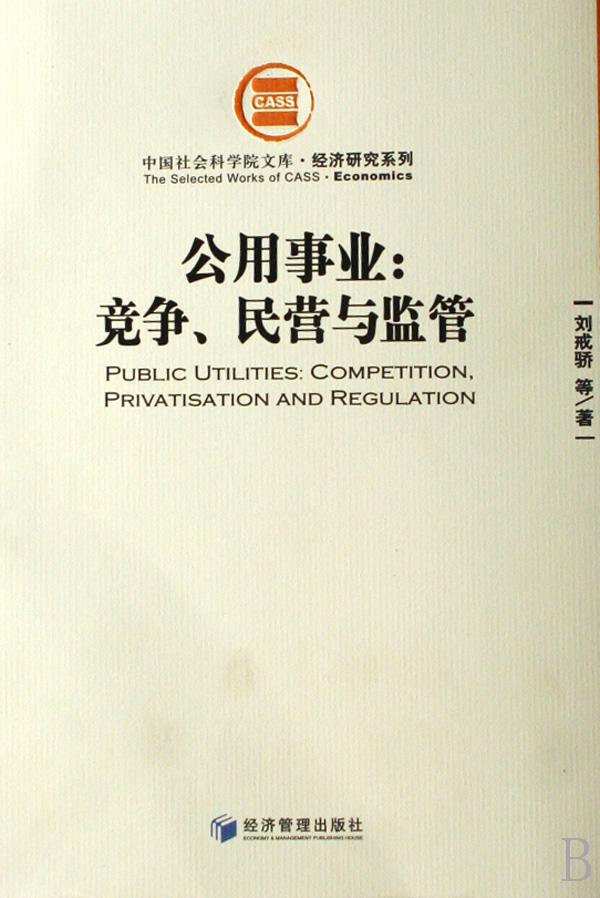 CASS
中国社会科学院文库·经济研究系列
The Selected Works of CASS · Economics
公用事业：
竞争、民营与监管
PUBLIC UTILITIES: COMPETITION,
PRIVATISATION AND REGULATION
刘戒骄 等/著
经济管理出版社
ECONOMY & MANAGEMENT PUBLISHING HOUSE
B